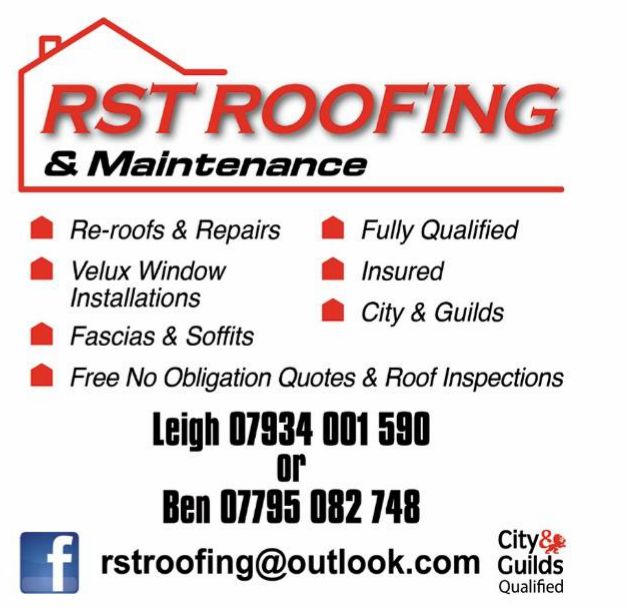 RST ROOFING
& Maintenance
Re-roofs & Repairs
Velux Window
Installations
Fascias & Soffits
Fully Qualified
Insured
City & Guilds
Free No Obligation Quotes & Roof Inspections
Leigh 07934 001 590
or
Ben 07795 082 748
f
rstroofing@outlook.com
City&
Guilds
Qualified